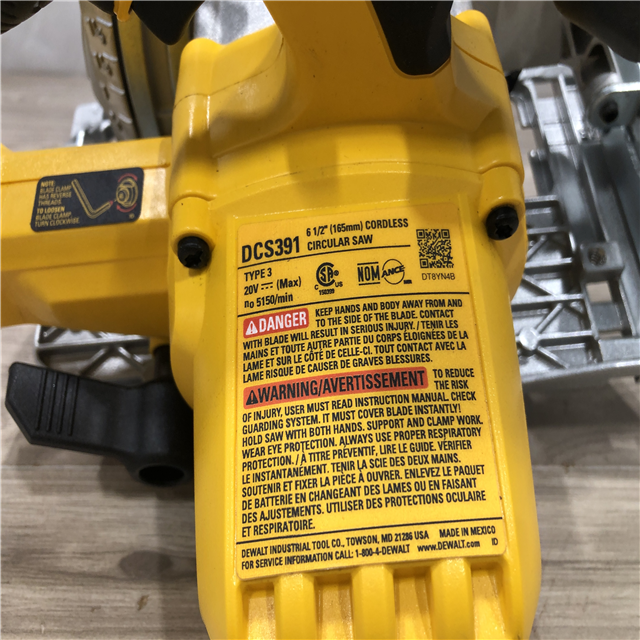 NOTE:
BLADE CLAMP
HAS REVERSE
THREADS.
TO LOOSEN
BLADE CLAMP,
TURN CLOCKWISE.
DCS391 6 1/2" (165mm) CORDLESS
CIRCULAR SAW
TYPE 3
20V ⎓ (Max)
n₀ 5150/min
C US
150209
NOM ANCE
DT8YN4B
DANGER KEEP HANDS AND BODY AWAY FROM AND
TO THE SIDE OF THE BLADE. CONTACT
WITH BLADE WILL RESULT IN SERIOUS INJURY. / TENIR LES
MAINS ET TOUTE AUTRE PARTIE DU CORPS ÉLOIGNÉES DE LA
LAME ET SUR LE CÔTÉ DE CELLE-CI. TOUT CONTACT AVEC LA
LAME RISQUE DE CAUSER DE GRAVES BLESSURES.
WARNING/AVERTISSEMENT TO REDUCE
THE RISK
OF INJURY, USER MUST READ INSTRUCTION MANUAL. CHECK
GUARDING SYSTEM. IT MUST COVER BLADE INSTANTLY!
HOLD SAW WITH BOTH HANDS. SUPPORT AND CLAMP WORK.
WEAR EYE PROTECTION. ALWAYS USE PROPER RESPIRATORY
PROTECTION. / À TITRE PRÉVENTIF, LIRE LE GUIDE. VÉRIFIER
LE INSTANTANEMENT. TENIR LA SCIE DES DEUX MAINS.
SOUTENIR ET FIXER LA PIÈCE À OUVRER. ENLEVEZ LE PAQUET
DE BATTERIE EN CHANGEANT DES LAMES OU EN FAISANT
DES AJUSTEMENTS. UTILISER DES PROTECTIONS OCULAIRE
ET RESPIRATOIRE.
DEWALT INDUSTRIAL TOOL CO., TOWSON, MD 21286 USA MADE IN MEXICO
FOR SERVICE INFORMATION CALL: 1-800-4-DEWALT www.DEWALT.com ID